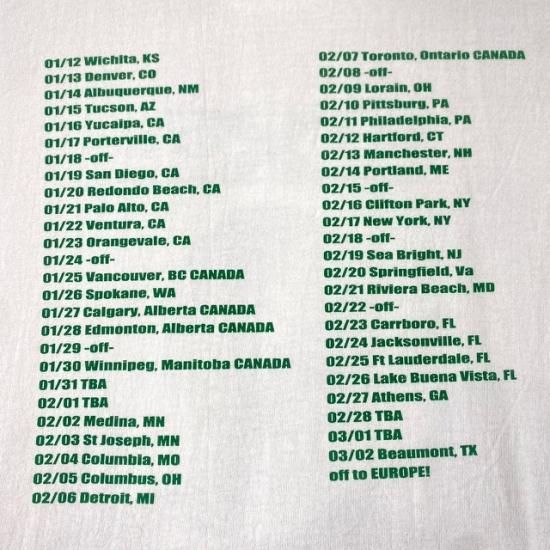 01/12 Wichita, KS
01/13 Denver, CO
01/14 Albuquerque, NM
01/15 Tucson, AZ
01/16 Yucaipa, CA
01/17 Porterville, CA
01/18 -off-
01/19 San Diego, CA
01/20 Redondo Beach, CA
01/21 Palo Alto, CA
01/22 Ventura, CA
01/23 Orangevale, CA
01/24 -off-
01/25 Vancouver, BC CANADA
01/26 Spokane, WA
01/27 Calgary, Alberta CANADA
01/28 Edmonton, Alberta CANADA
01/29 -off-
01/30 Winnipeg, Manitoba CANADA
01/31 TBA
02/01 TBA
02/02 Medina, MN
02/03 St Joseph, MN
02/04 Columbia, MO
02/05 Columbus, OH
02/06 Detroit, MI
02/07 Toronto, Ontario CANADA
02/08 -off-
02/09 Lorain, OH
02/10 Pittsburg, PA
02/11 Philadelphia, PA
02/12 Hartford, CT
02/13 Manchester, NH
02/14 Portland, ME
02/15 -off-
02/16 Clifton Park, NY
02/17 New York, NY
02/18 -off-
02/19 Sea Bright, NJ
02/20 Springfield, Va
02/21 Riviera Beach, MD
02/22 -off-
02/23 Carrboro, FL
02/24 Jacksonville, FL
02/25 Ft Lauderdale, FL
02/26 Lake Buena Vista, FL
02/27 Athens, GA
02/28 TBA
03/01 TBA
03/02 Beaumont, TX
off to EUROPE!